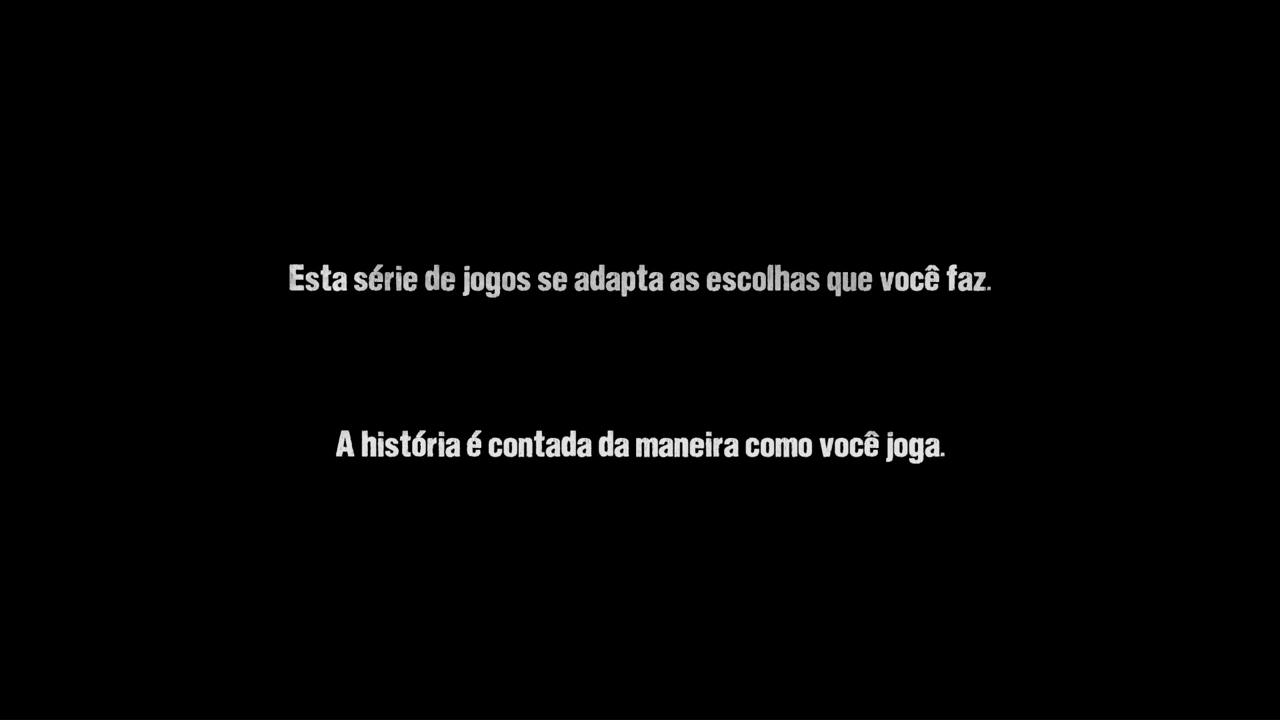 Esta série de jogos se adapta as escolhas que você faz.
A história é contada da maneira como você joga.